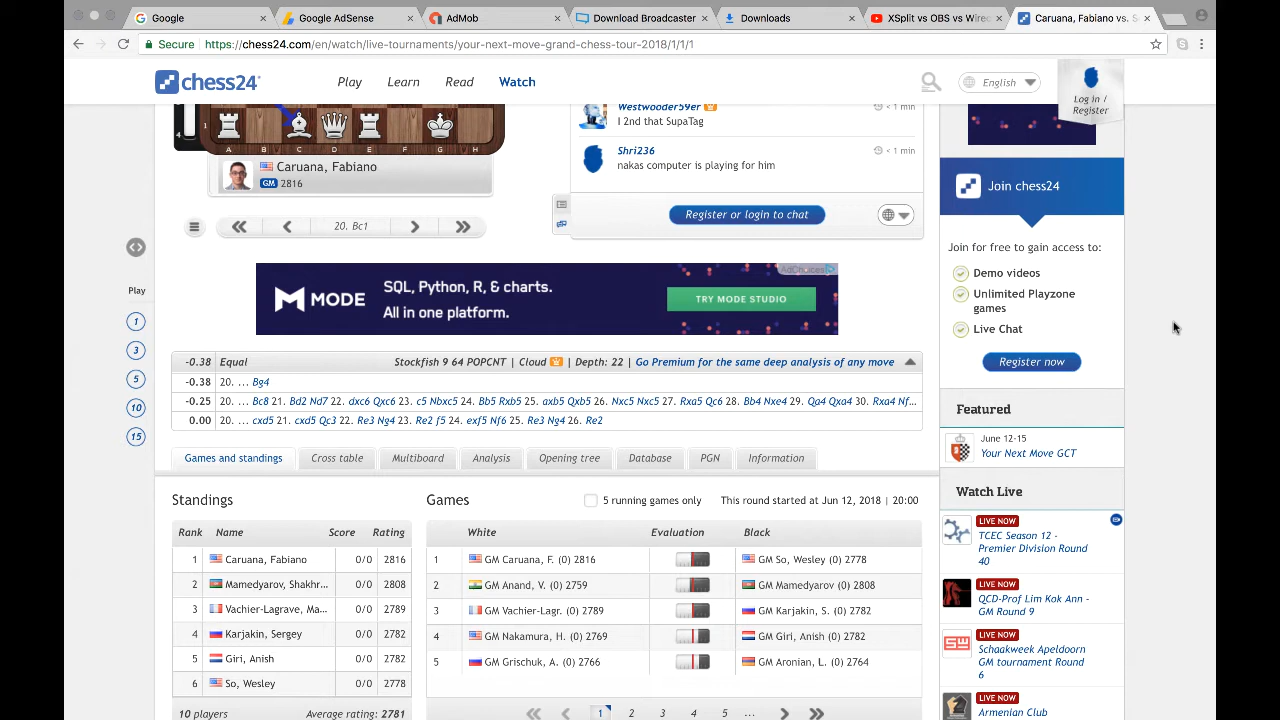 Google
Google AdSense
AdMob
Download Broadcaster
Downloads
XSplit vs OBS vs Wirec
Caruana, Fabiano vs. S
Secure
https://chess24.com/en/watch/live-tournaments/your-next-move-grand-chess-tour-2018/1/1/1
chess24
Play
Learn
Read
Watch
English
Log in /
Register
Westwooder59er
< 1 min
I 2nd that SupaTag
Shri236
< 1 min
nakas computer is playing for him
4
1
A B C D E F G H
Caruana, Fabiano
GM 2816
20. Bc1
Register or login to chat
Join chess24
Join for free to gain access to:
Demo videos
Unlimited Playzone
games
Live Chat
Register now
Play
1
3
5
10
15
MODE
SQL, Python, R, & charts.
All in one platform.
TRY MODE STUDIO
AdChoices
-0.38 Equal Stockfish 9 64 POPCNT | Cloud | Depth: 22 | Go Premium for the same deep analysis of any move
-0.38 20. ... Bg4
-0.25 20. ... Bc8 21. Bd2 Nd7 22. dxc6 Qxc6 23. c5 Nbxc5 24. Bb5 Rxb5 25. axb5 Qxb5 26. Nxc5 Nxc5 27. Rxa5 Qc6 28. Bb4 Nxe4 29. Qa4 Qxa4 30. Rxa4 Nf...
0.00 20. ... cxd5 21. cxd5 Qc3 22. Re3 Ng4 23. Re2 f5 24. exf5 Nf6 25. Re3 Ng4 26. Re2
Games and standings
Cross table
Multiboard
Analysis
Opening tree
Database
PGN
Information
Standings
Rank Name Score Rating
1 Caruana, Fabiano 0/0 2816
2 Mamedyarov, Shakhr... 0/0 2808
3 Vachier-Lagrave, Ma... 0/0 2789
4 Karjakin, Sergey 0/0 2782
5 Giri, Anish 0/0 2782
6 So, Wesley 0/0 2778
10 players Average rating: 2781
Games
5 running games only
This round started at Jun 12, 2018 | 20:00
White Evaluation Black
1 GM Caruana, F. (0) 2816 GM So, Wesley (0) 2778
2 GM Anand, V. (0) 2759 GM Mamedyarov (0) 2808
3 GM Vachier-Lagr. (0) 2789 GM Karjakin, S. (0) 2782
4 GM Nakamura, H. (0) 2769 GM Giri, Anish (0) 2782
5 GM Grischuk, A. (0) 2766 GM Aronian, L. (0) 2764
1 2 3 4 5 ...
Featured
June 12-15
Your Next Move GCT
Watch Live
LIVE NOW
TCEC Season 12 -
Premier Division Round
40
LIVE NOW
QCD-Prof Lim Kok Ann -
GM Round 9
LIVE NOW
Schaakweek Apeldoorn
GM tournament Round
6
LIVE NOW
Armenian Club